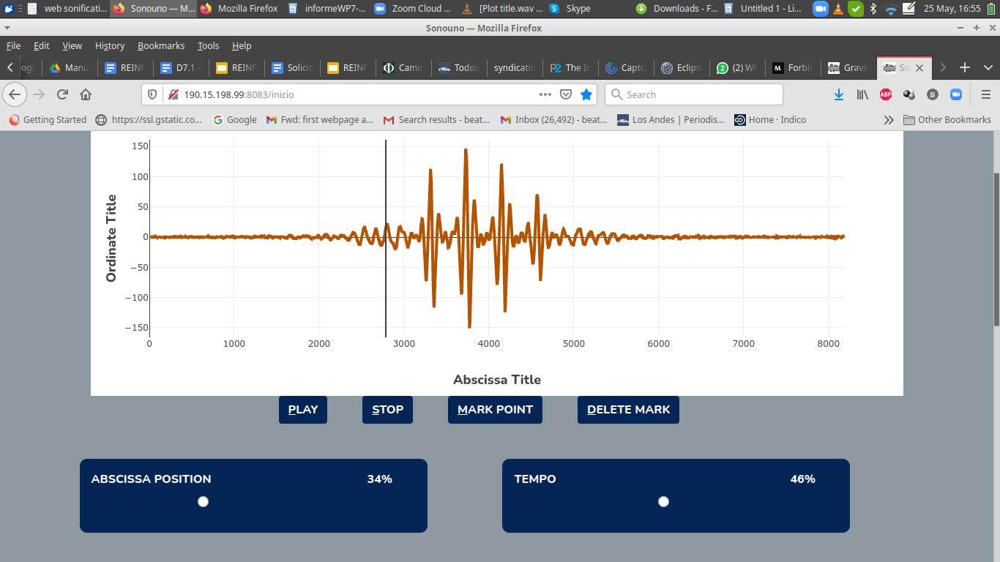 web sonificati... Sonouno — M... Mozilla Firefox informeWP7-... Zoom Cloud ... [Plot title.wav ... Skype Downloads - F... Untitled 1 - Li... 25 May, 16:55
Sonouno — Mozilla Firefox
File Edit View History Bookmarks Tools Help
Manu REINF D7.1 - REINF Solicit REINF Camin Todos syndicatio P2 The In Captc Eclips (2) Wh M. Forbid Gravit So
190.15.198.99:8083/inicio Search ABP B
Getting Started https://ssl.gstatic.co... Google Fwd: first webpage a... Search results - beat... Inbox (26,492) - beat... Los Andes | Periodis... Home · Indico Other Bookmarks
150
100
50
0
−50
−100
−150
Ordinate Title
0 1000 2000 3000 4000 5000 6000 7000 8000
Abscissa Title
PLAY STOP MARK POINT DELETE MARK
ABSCISSA POSITION 34% TEMPO 46%